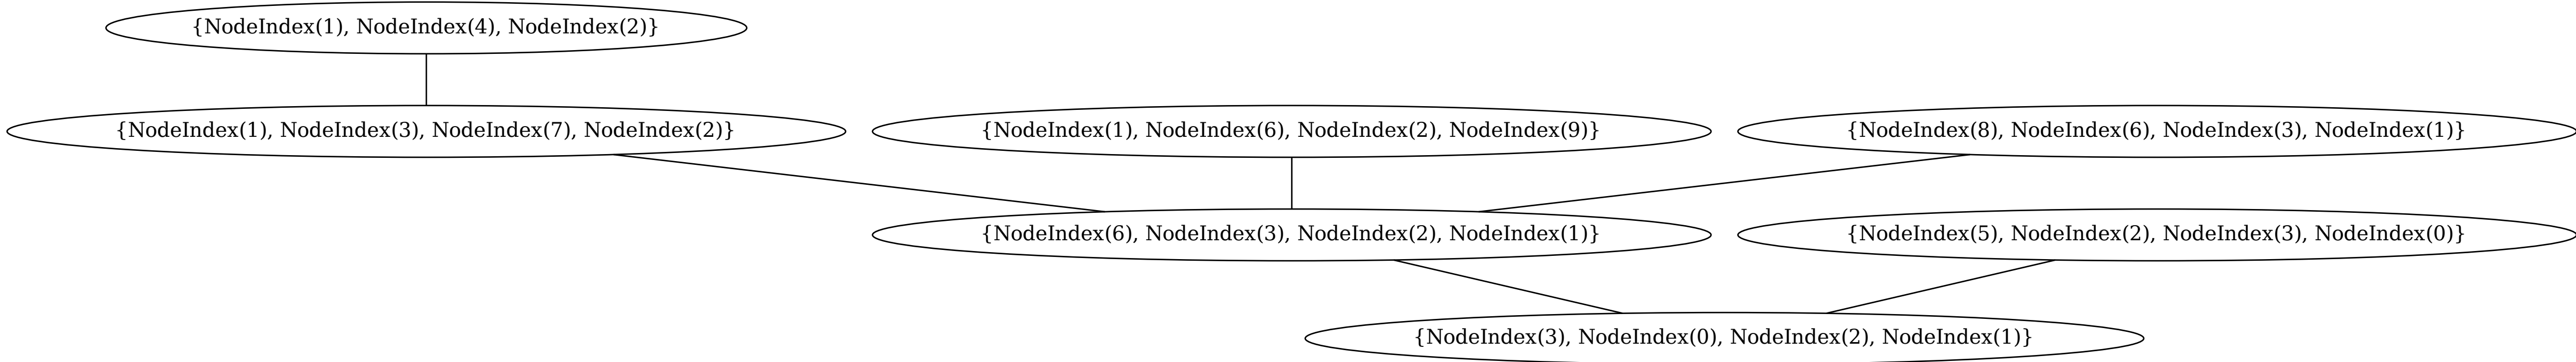 {NodeIndex(1), NodeIndex(4), NodeIndex(2)}
{NodeIndex(1), NodeIndex(3), NodeIndex(7), NodeIndex(2)}
{NodeIndex(1), NodeIndex(6), NodeIndex(2), NodeIndex(9)}
{NodeIndex(8), NodeIndex(6), NodeIndex(3), NodeIndex(1)}
{NodeIndex(6), NodeIndex(3), NodeIndex(2), NodeIndex(1)}
{NodeIndex(5), NodeIndex(2), NodeIndex(3), NodeIndex(0)}
{NodeIndex(3), NodeIndex(0), NodeIndex(2), NodeIndex(1)}